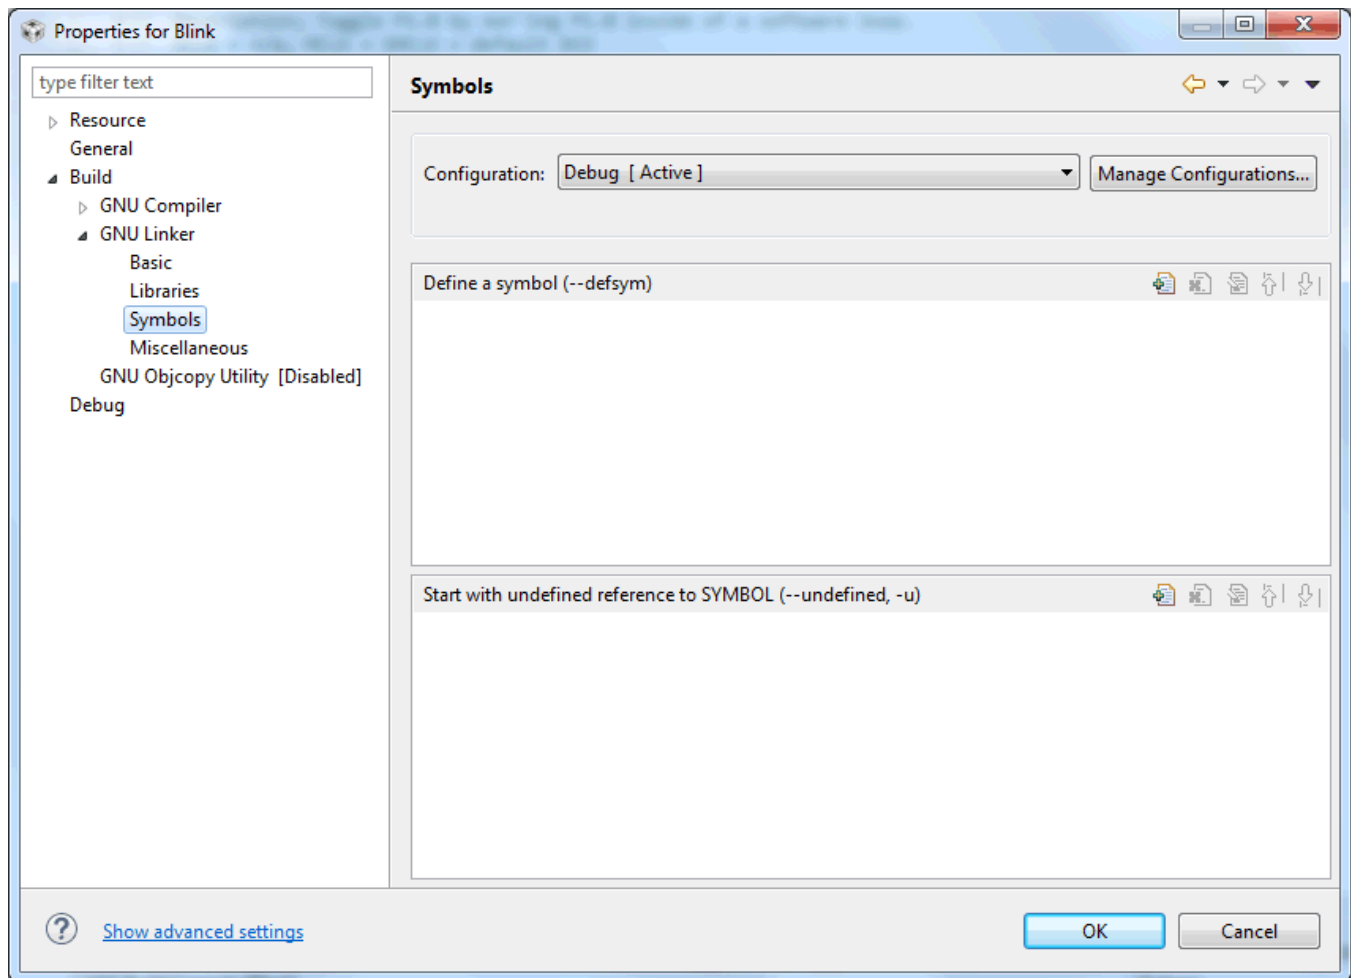 Properties for Blink
type filter text
Resource
General
Build
GNU Compiler
GNU Linker
Basic
Libraries
Symbols
Miscellaneous
GNU Objcopy Utility [Disabled]
Debug
Symbols
Configuration: Debug [ Active ] Manage Configurations...
Define a symbol (--defsym)
Start with undefined reference to SYMBOL (--undefined, -u)
Show advanced settings
OK Cancel